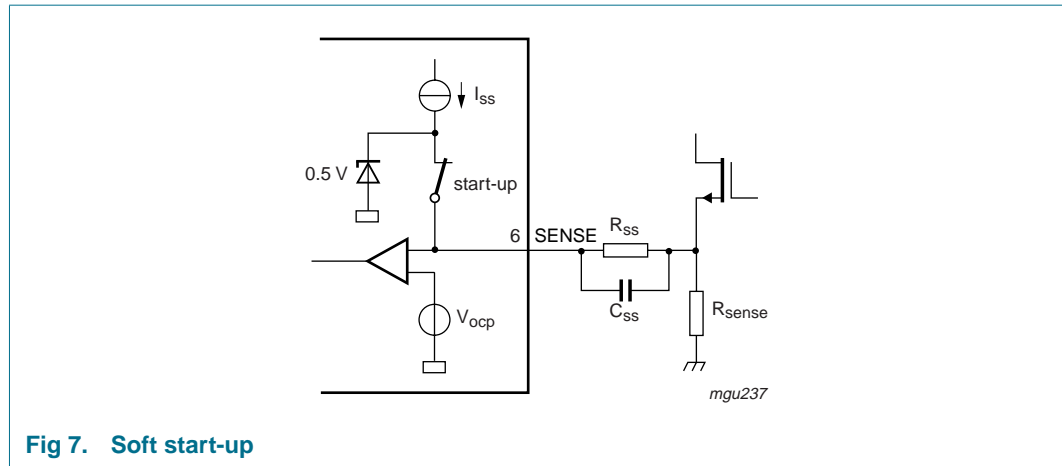 Iss
0.5 V
start-up
6 SENSE
Rss
Css
Vocp
Rsense
mgu237
Fig 7. Soft start-up